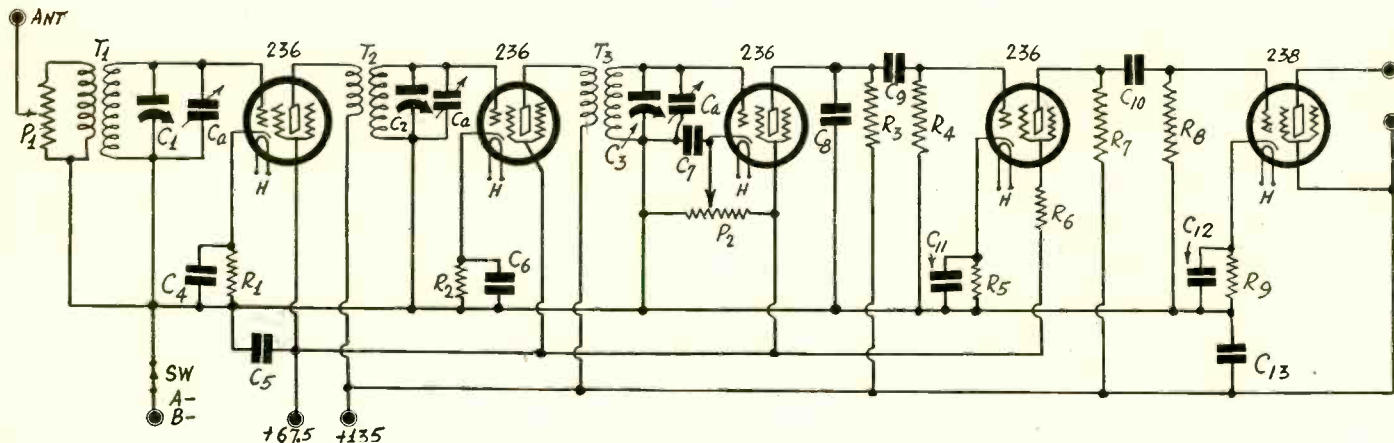 ANT
T1
236
T2
236
T3
236
236
238
P1
C1
Ca
C2
Ca
C3
Ca
C7
C8
R3
C9
R4
R7
C10
R8
H
H
H
H
H
P2
R6
C4
R1
R2
C6
C11
R5
C12
R9
C5
C13
SW
A-
B-
+67.5
+135